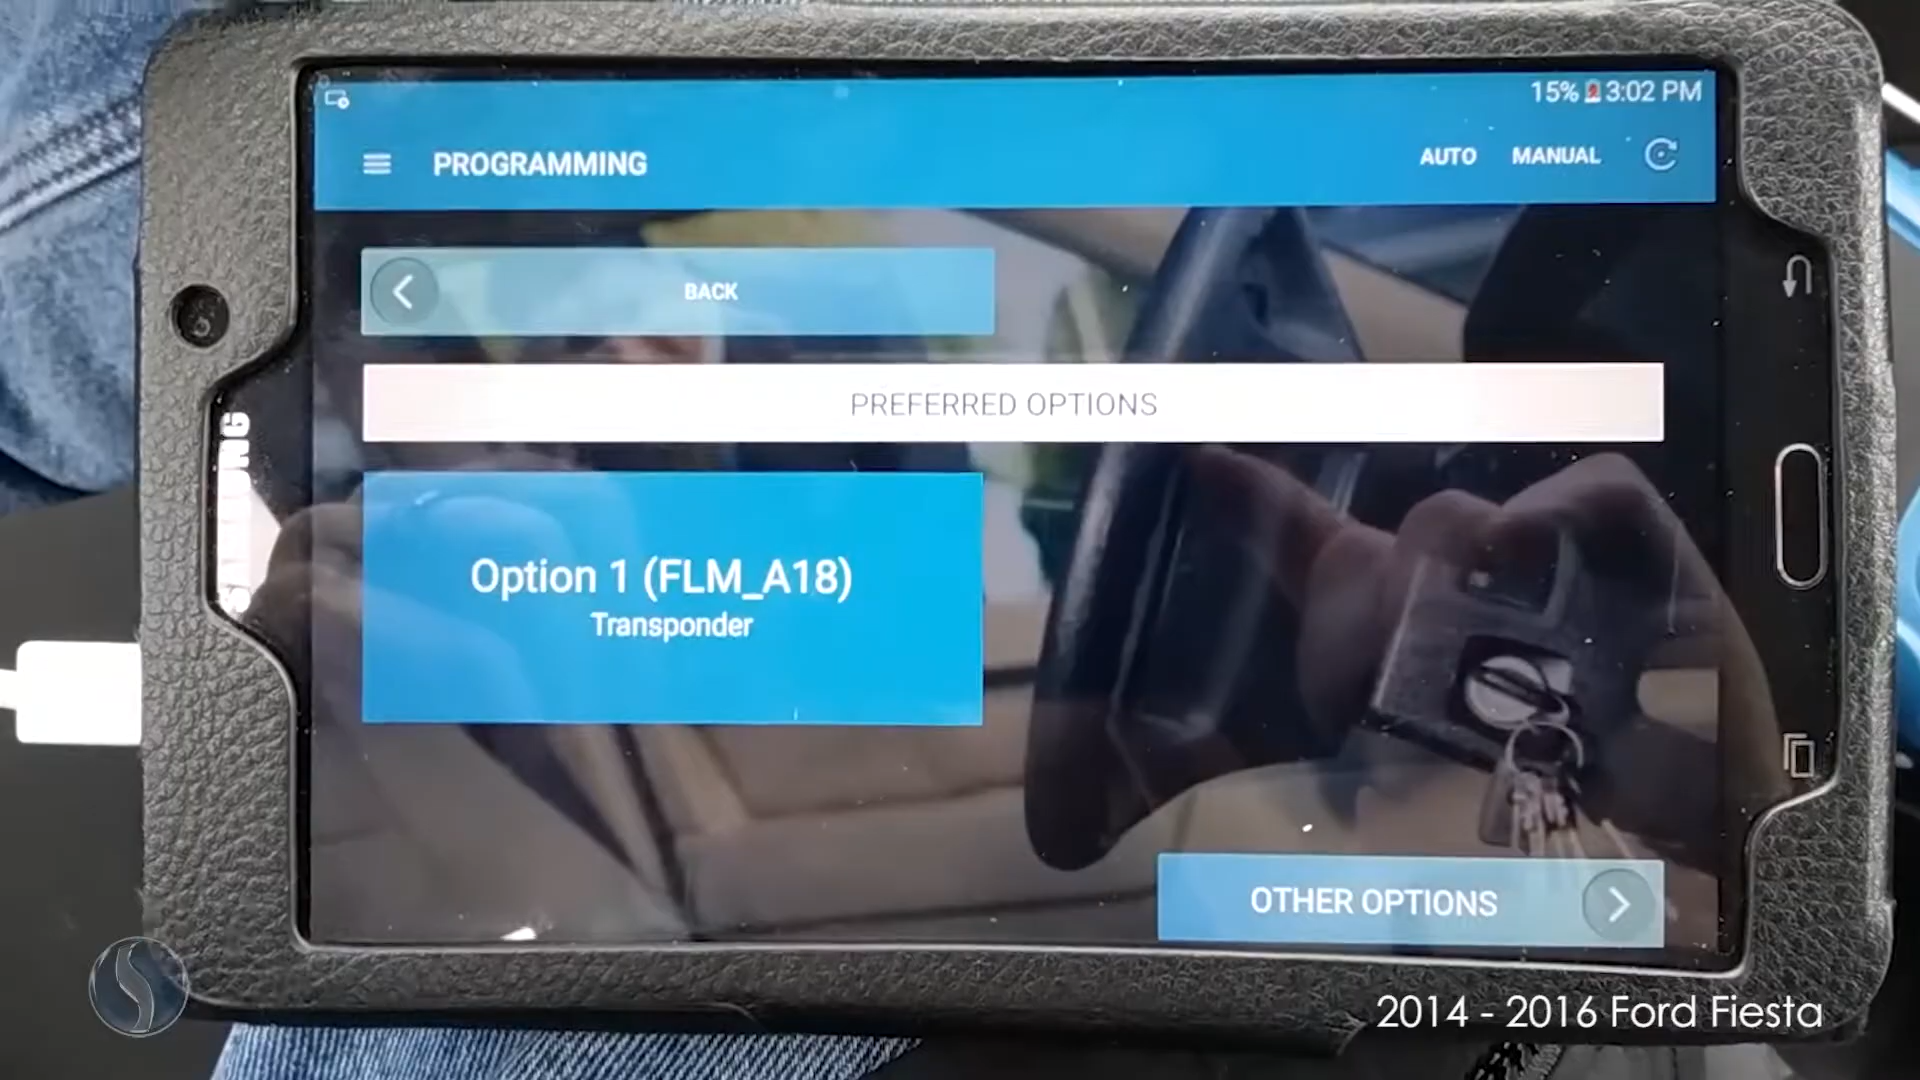 15% 3:02 PM
PROGRAMMING
AUTO MANUAL
BACK
PREFERRED OPTIONS
Option 1 (FLM_A18)
Transponder
OTHER OPTIONS
2014 - 2016 Ford Fiesta